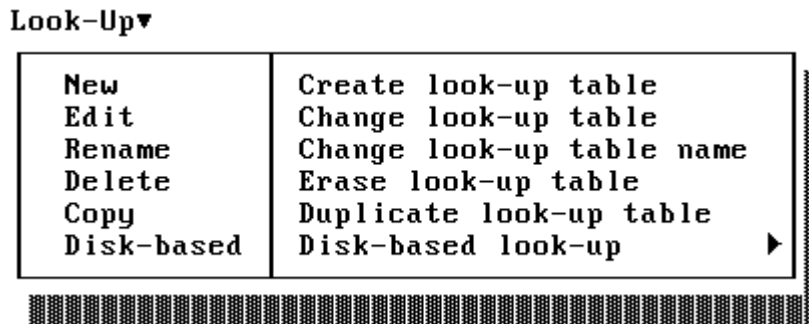 Look-Up▼
New Create look-up table
Edit Change look-up table
Rename Change look-up table name
Delete Erase look-up table
Copy Duplicate look-up table
Disk-based Disk-based look-up ▶